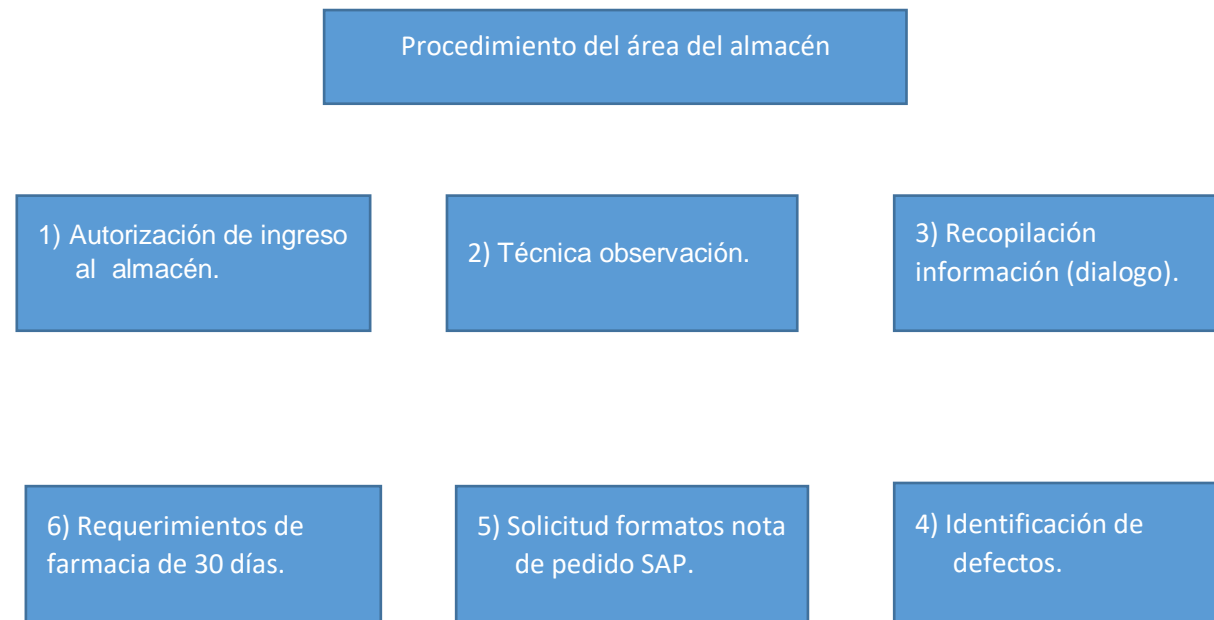 Procedimiento del área del almacén
1) Autorización de ingreso
al almacén.
2) Técnica observación.
3) Recopilación
información (dialogo).
6) Requerimientos de
farmacia de 30 días.
5) Solicitud formatos nota
de pedido SAP.
4) Identificación de
defectos.